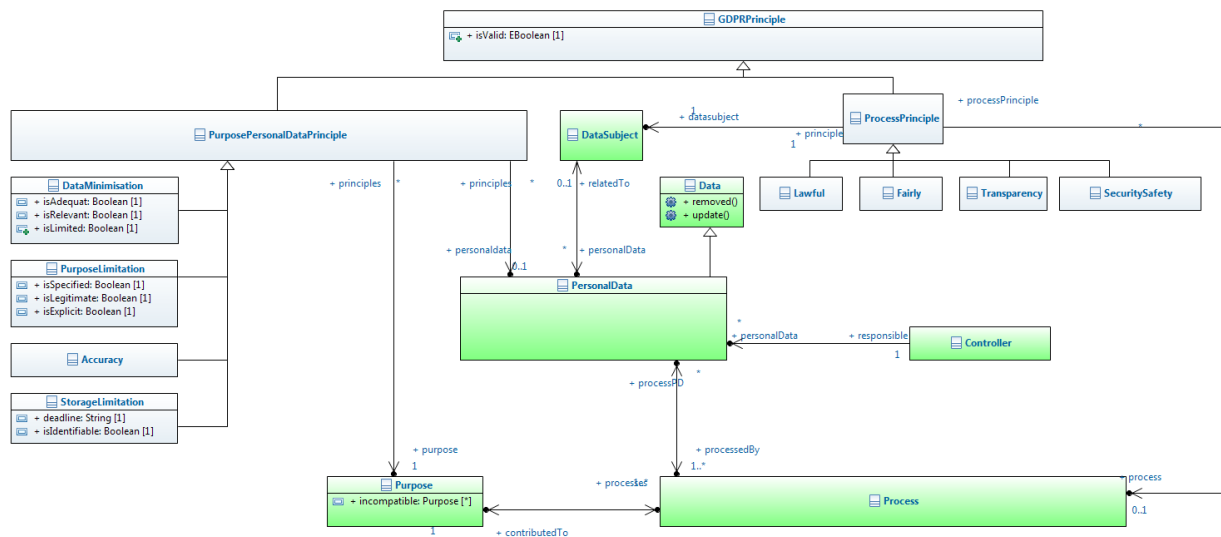 GDPRPrinciple
+ isValid: EBoolean [1]
PurposePersonalDataPrinciple
DataSubject
1
+ datasubject
+ principle
1
ProcessPrinciple
+ processPrinciple
*
+ principles
*
+ principles
*
0..1
+ relatedTo
Data
+ removed()
+ update()
Lawful
Fairly
Transparency
SecuritySafety
DataMinimisation
+ isAdequat: Boolean [1]
+ isRelevant: Boolean [1]
+ isLimited: Boolean [1]
+ personaldata
0..1
*
+ personalData
PurposeLimitation
+ isSpecified: Boolean [1]
+ isLegitimate: Boolean [1]
+ isExplicit: Boolean [1]
PersonalData
*
+ personalData
+ responsible
1
Controller
Accuracy
*
+ processPD
StorageLimitation
+ deadline: String [1]
+ isIdentifiable: Boolean [1]
+ purpose
1
+ processedBy
1..*
Purpose
+ incompatible: Purpose [*]
1
+ processes
+ contributedTo
Process
+ process
0..1